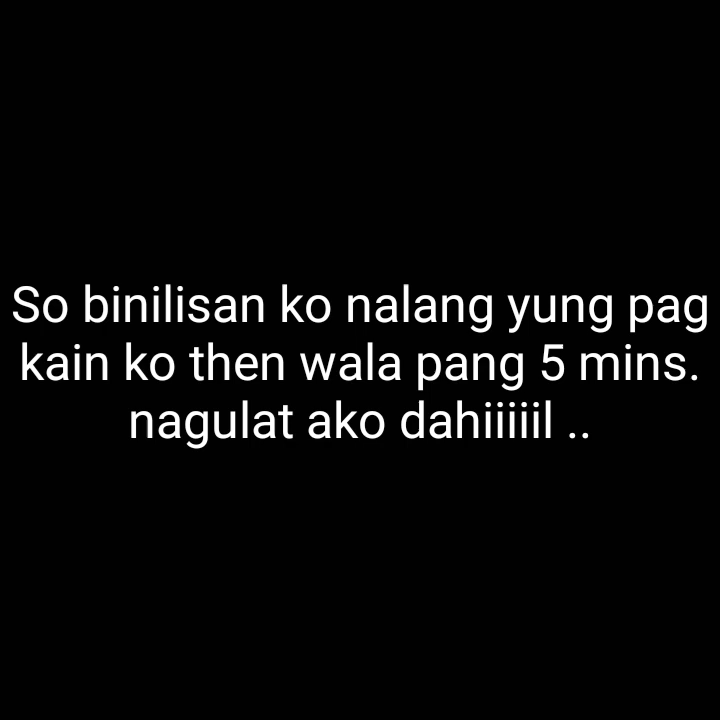 So binilisan ko nalang yung pag
kain ko then wala pang 5 mins.
nagulat ako dahiiiiil ..